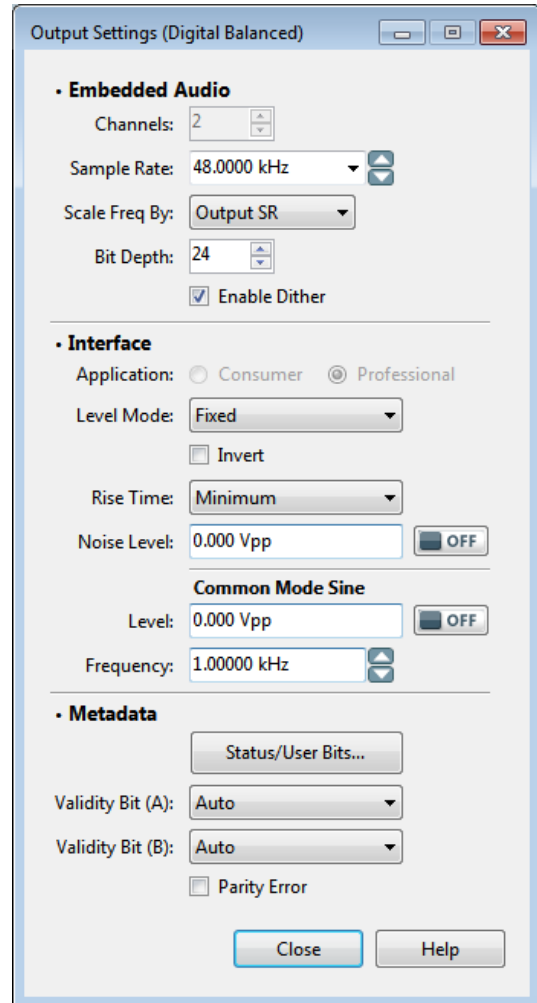 Output Settings (Digital Balanced)
• Embedded Audio
Channels: 2
Sample Rate: 48.0000 kHz
Scale Freq By: Output SR
Bit Depth: 24
Enable Dither
• Interface
Application: Consumer Professional
Level Mode: Fixed
Invert
Rise Time: Minimum
Noise Level: 0.000 Vpp OFF
Common Mode Sine
Level: 0.000 Vpp OFF
Frequency: 1.00000 kHz
• Metadata
Status/User Bits...
Validity Bit (A): Auto
Validity Bit (B): Auto
Parity Error
Close Help